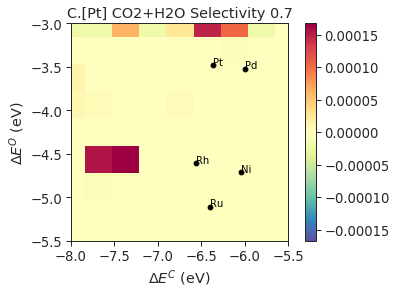 C.[Pt] CO2+H2O Selectivity 0.7
−3.0
−3.5
−4.0
−4.5
−5.0
−5.5
ΔE^O (eV)
Pt
Pd
Rh
Ni
Ru
−8.0
−7.5
−7.0
−6.5
−6.0
−5.5
ΔE^C (eV)
0.00015
0.00010
0.00005
0.00000
−0.00005
−0.00010
−0.00015